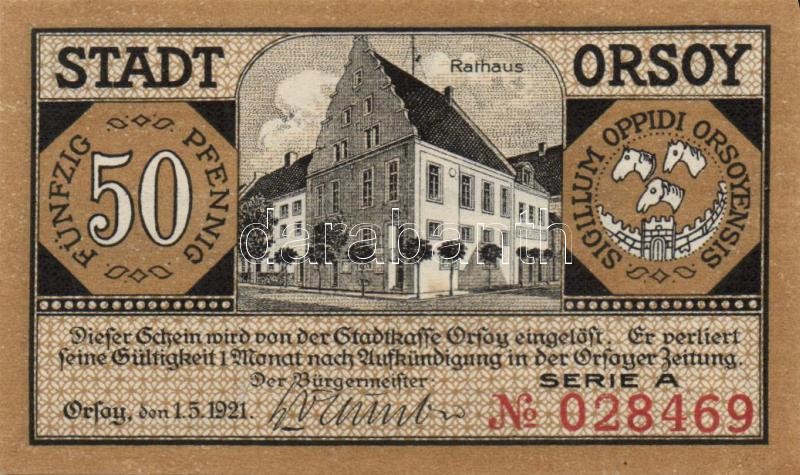 STADT ORSOY
Rathaus
FÜNFZIG PFENNIG
50
SIGILLUM OPPIDI ORSOYENSIS
darabanth
Dieser Schein wird von der Stadtkasse Orsoy eingelöst. Er verliert
seine Gültigkeit 1 Monat nach Aufkündigung in der Orsoyer Zeitung.
Der Bürgermeister:
SERIE A
Orsoy, den 1.5.1921.
№ 028469